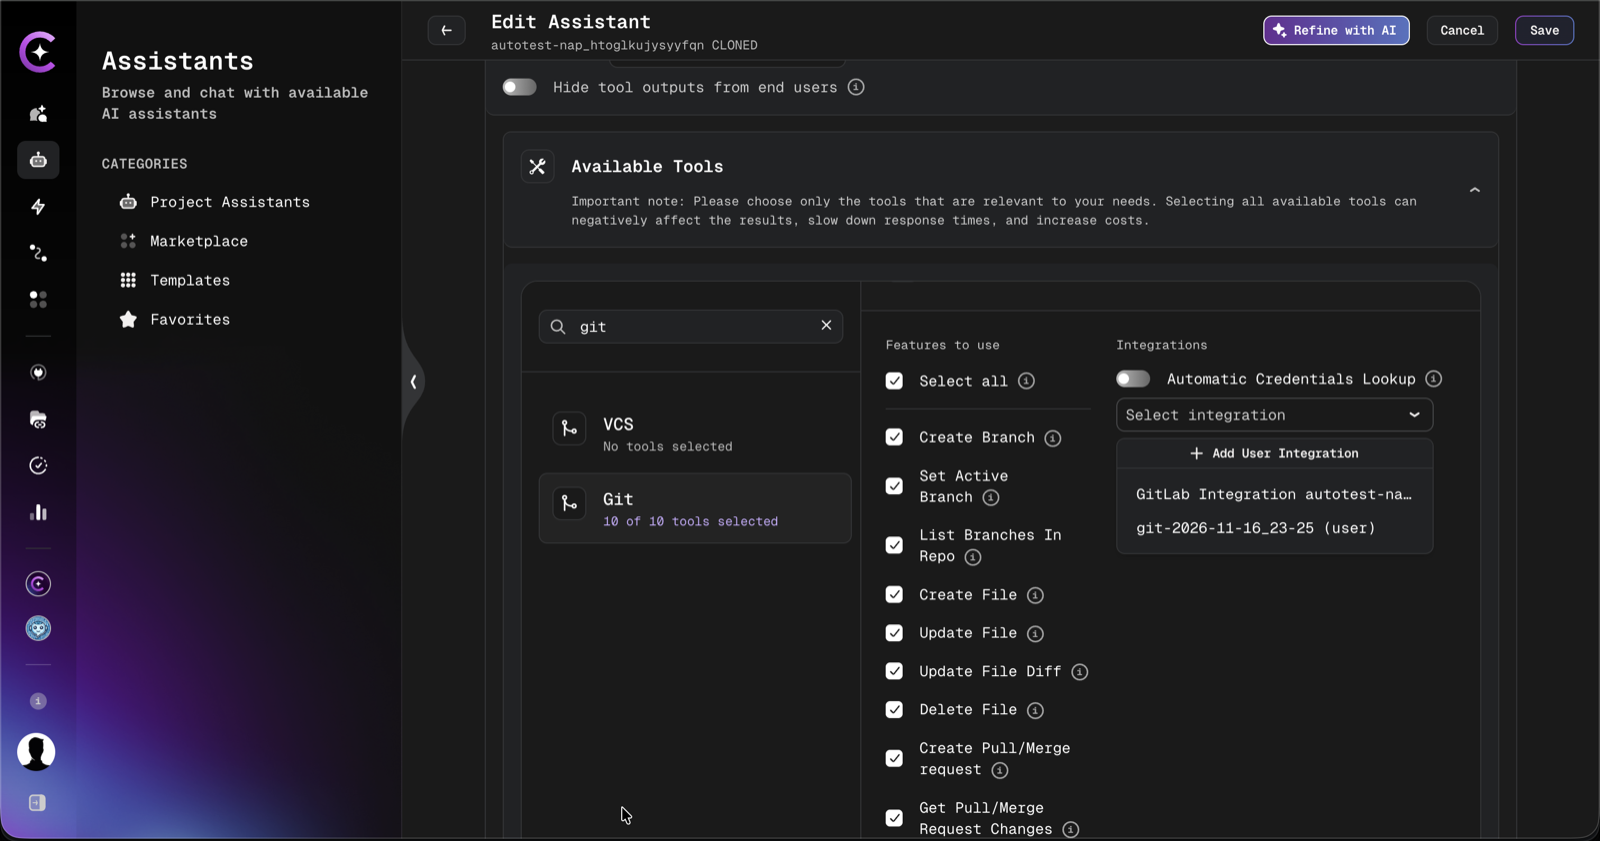 Edit Assistant
autotest-nap_htoglkujysyyfqn CLONED
Refine with AI
Cancel
Save
Assistants
Browse and chat with available
AI assistants
CATEGORIES
Project Assistants
Marketplace
Templates
Favorites
Hide tool outputs from end users
Available Tools
Important note: Please choose only the tools that are relevant to your needs. Selecting all available tools can
negatively affect the results, slow down response times, and increase costs.
git
VCS
No tools selected
Git
10 of 10 tools selected
Features to use
Select all
Create Branch
Set Active
Branch
List Branches In
Repo
Create File
Update File
Update File Diff
Delete File
Create Pull/Merge
request
Get Pull/Merge
Request Changes
Integrations
Automatic Credentials Lookup
Select integration
+ Add User Integration
GitLab Integration autotest-na…
git-2026-11-16_23-25 (user)